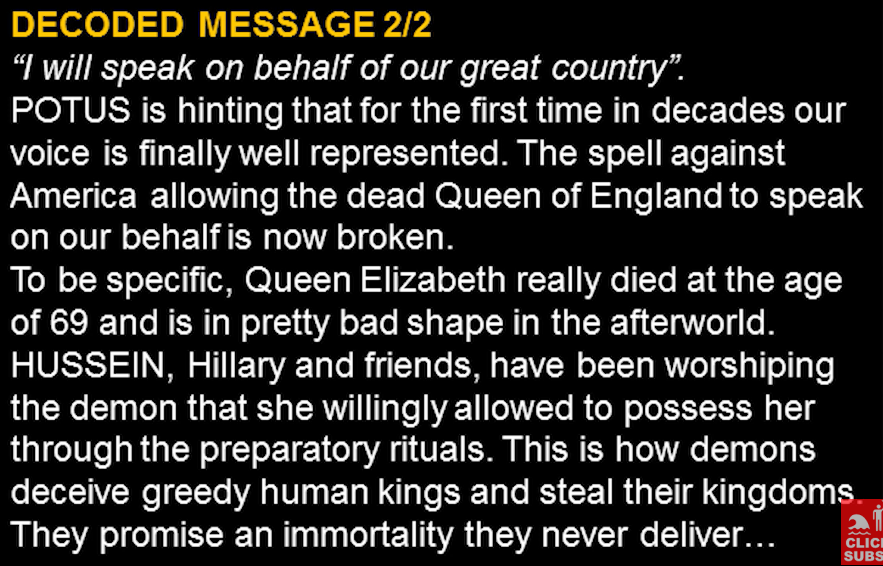 DECODED MESSAGE 2/2
“I will speak on behalf of our great country”.
POTUS is hinting that for the first time in decades our
voice is finally well represented. The spell against
America allowing the dead Queen of England to speak
on our behalf is now broken.
To be specific, Queen Elizabeth really died at the age
of 69 and is in pretty bad shape in the afterworld.
HUSSEIN, Hillary and friends, have been worshiping
the demon that she willingly allowed to possess her
through the preparatory rituals. This is how demons
deceive greedy human kings and steal their kingdoms.
They promise an immortality they never deliver…